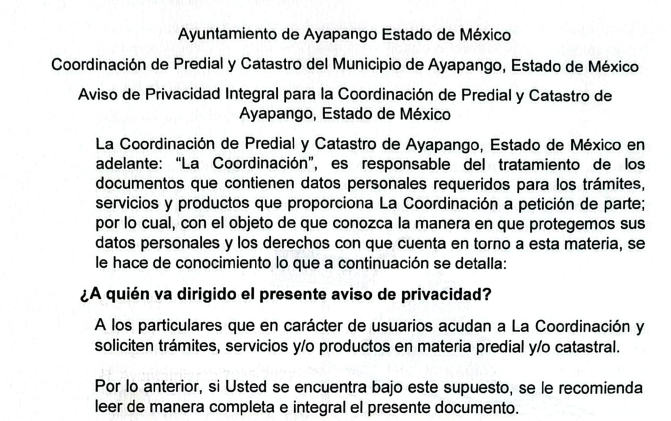 Ayuntamiento de Ayapango Estado de México
Coordinación de Predial y Catastro del Municipio de Ayapango, Estado de México
Aviso de Privacidad Integral para la Coordinación de Predial y Catastro de
Ayapango, Estado de México
La Coordinación de Predial y Catastro de Ayapango, Estado de México en
adelante: “La Coordinación”, es responsable del tratamiento de los
documentos que contienen datos personales requeridos para los trámites,
servicios y productos que proporciona La Coordinación a petición de parte;
por lo cual, con el objeto de que conozca la manera en que protegemos sus
datos personales y los derechos con que cuenta en torno a esta materia, se
le hace de conocimiento lo que a continuación se detalla:
¿A quién va dirigido el presente aviso de privacidad?
A los particulares que en carácter de usuarios acudan a La Coordinación y
soliciten trámites, servicios y/o productos en materia predial y/o catastral.
Por lo anterior, si Usted se encuentra bajo este supuesto, se le recomienda
leer de manera completa e integral el presente documento.